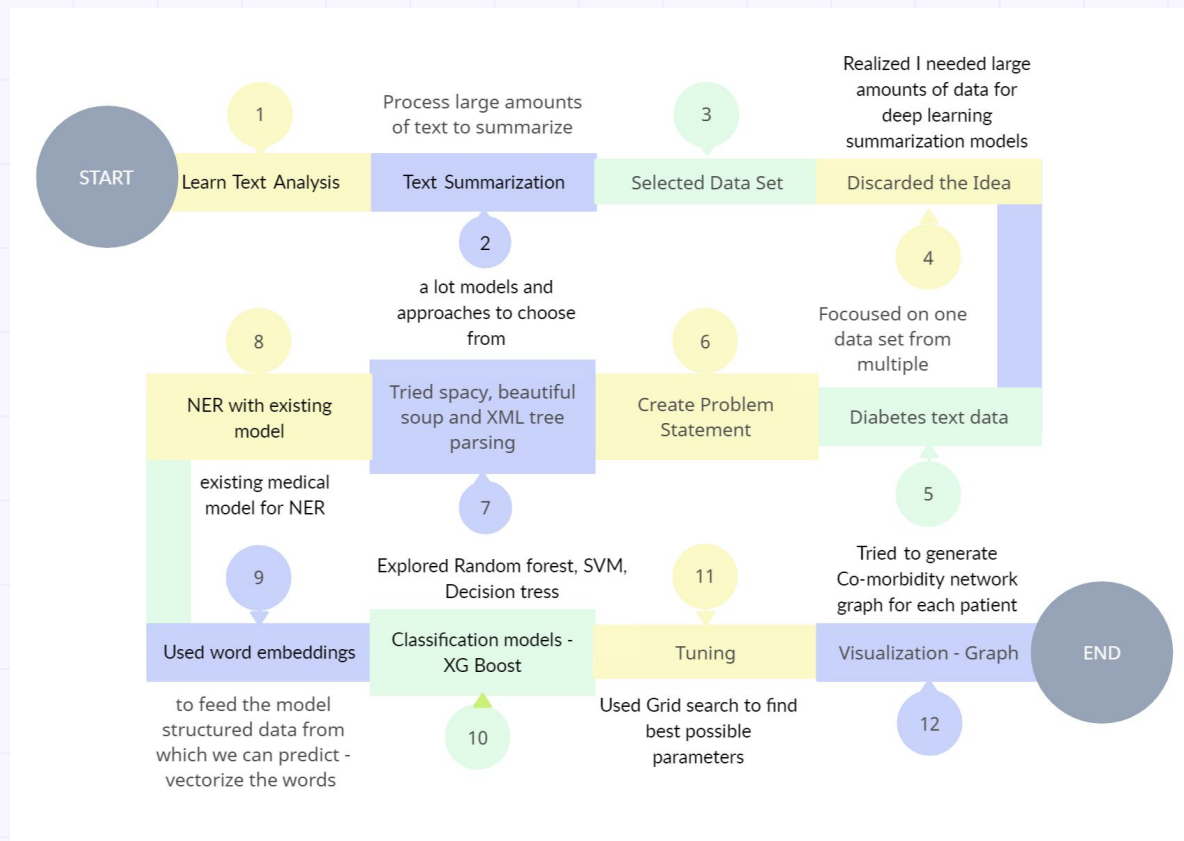 START
1
Learn Text Analysis
Process large amounts
of text to summarize
Text Summarization
2
a lot models and
approaches to choose
from
3
Selected Data Set
Realized I needed large
amounts of data for
deep learning
summarization models
Discarded the Idea
4
Focoused on one
data set from
multiple
Diabetes text data
5
6
Create Problem
Statement
Tried spacy, beautiful
soup and XML tree
parsing
7
8
NER with existing
model
existing medical
model for NER
9
Used word embeddings
to feed the model
structured data from
which we can predict -
vectorize the words
Explored Random forest, SVM,
Decision tress
Classification models -
XG Boost
10
11
Tuning
Used Grid search to find
best possible
parameters
Tried to generate
Co-morbidity network
graph for each patient
Visualization - Graph
12
END